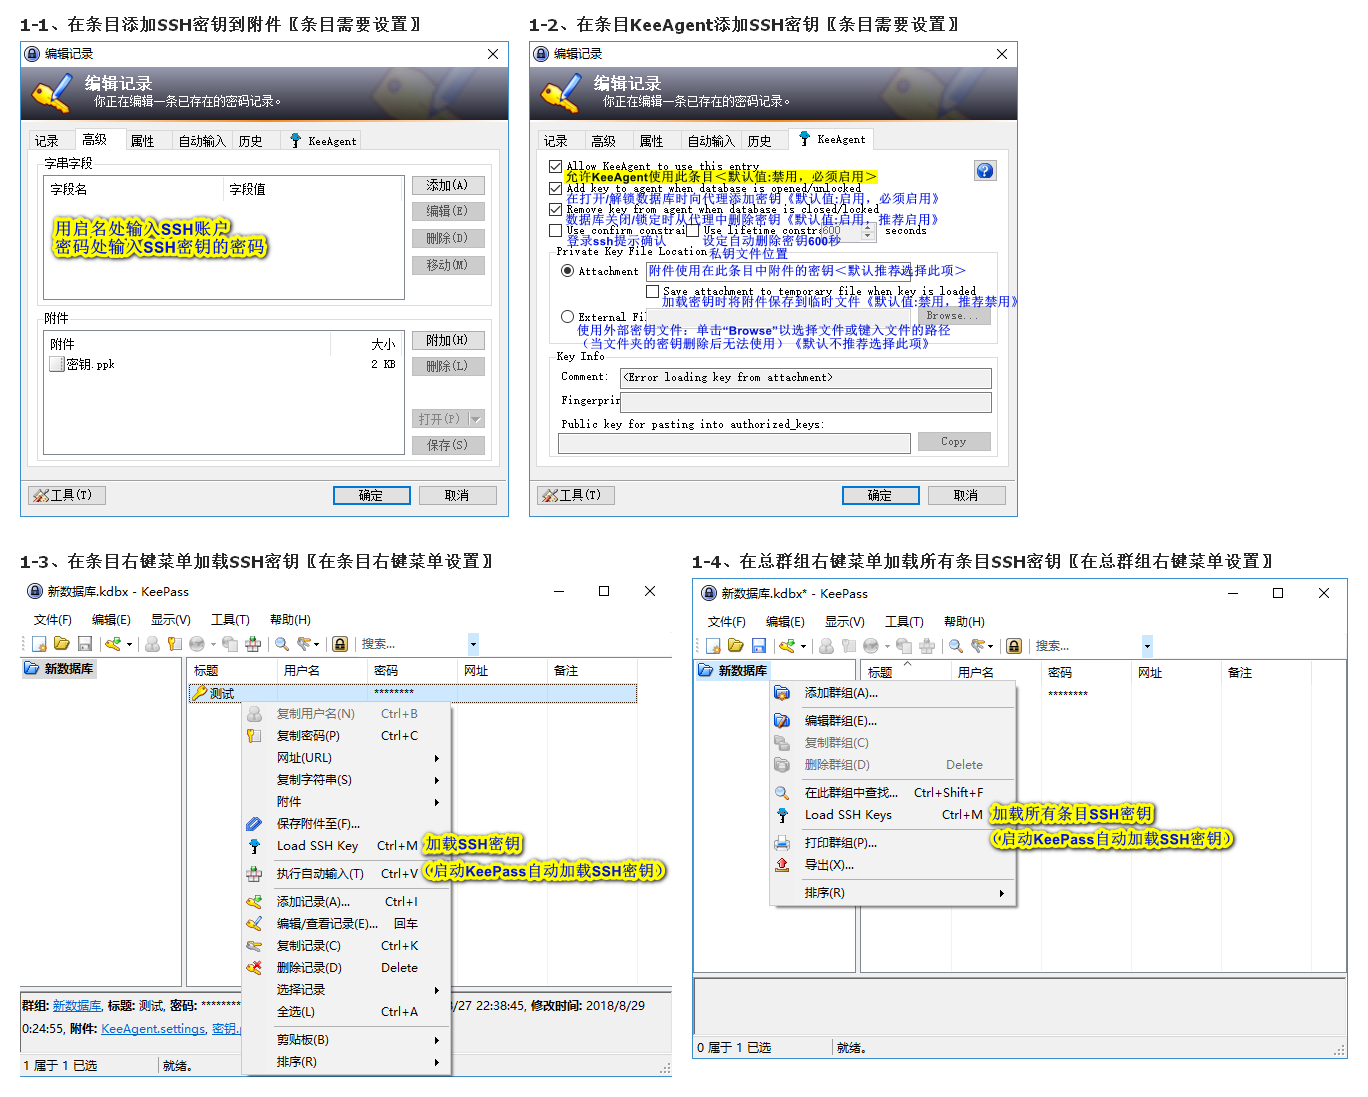 1-1、在条目添加SSH密钥到附件〖条目需要设置〗
编辑记录
编辑记录
你正在编辑一条已存在的密码记录。
记录 高级 属性 自动输入 历史 KeeAgent
字串字段
字段名 字段值
添加(A)
编辑(E)
删除(D)
移动(M)
用启名处输入SSH账户
密码处输入SSH密钥的密码
附件
附件 大小
密钥.ppk 2 KB
附加(H)
删除(L)
打开(P)
保存(S)
工具(T) 确定 取消
1-2、在条目KeeAgent添加SSH密钥〖条目需要设置〗
编辑记录
编辑记录
你正在编辑一条已存在的密码记录。
记录 高级 属性 自动输入 历史 KeeAgent
Allow KeeAgent to use this entry
允许KeeAgent使用此条目＜默认值:禁用，必须启用＞
Add key to agent when database is opened/unlocked
在打开/解锁数据库时向代理添加密钥《默认值:启用，必须启用》
Remove key from agent when database is closed/locked
数据库关闭/锁定时从代理中删除密钥《默认值:启用，推荐启用》
Use confirm constrai Use lifetime constra 600 seconds
登录ssh提示确认 设定自动删除密钥600秒
Private Key File Location 私钥文件位置
Attachment 附件使用在此条目中附件的密钥＜默认推荐选择此项＞
Save attachment to temporary file when key is loaded
加载密钥时将附件保存到临时文件《默认值:禁用，推荐禁用》
External Fi Browse...
使用外部密钥文件：单击“Browse”以选择文件或键入文件的路径
（当文件夹的密钥删除后无法使用）《默认不推荐选择此项》
Key Info
Comment: <Error loading key from attachment>
Fingerprin
Public key for pasting into authorized_keys:
Copy
工具(T) 确定 取消
1-3、在条目右键菜单加载SSH密钥〖在条目右键菜单设置〗
新数据库.kdbx - KeePass
文件(F) 编辑(E) 显示(V) 工具(T) 帮助(H)
搜索...
新数据库
标题 用户名 密码 网址 备注
测试 ********
复制用户名(N) Ctrl+B
复制密码(P) Ctrl+C
网址(URL)
复制字符串(S)
附件
保存附件至(F)...
Load SSH Key Ctrl+M 加载SSH密钥
（启动KeePass自动加载SSH密钥）
执行自动输入(T) Ctrl+V
添加记录(A)... Ctrl+I
编辑/查看记录(E)... 回车
复制记录(C) Ctrl+K
删除记录(D) Delete
选择记录
全选(L) Ctrl+A
剪贴板(B)
排序(R)
群组: 新数据库, 标题: 测试, 密码: ******** /27 22:38:45, 修改时间: 2018/8/29
0:24:55, 附件: KeeAgent.settings, 密钥.p
1 属于 1 已选 就绪。
1-4、在总群组右键菜单加载所有条目SSH密钥〖在总群组右键菜单设置〗
新数据库.kdbx* - KeePass
文件(F) 编辑(E) 显示(V) 工具(T) 帮助(H)
搜索...
新数据库
标题 用户名 密码 网址 备注
********
添加群组(A)...
编辑群组(E)...
复制群组(C)
删除群组(D) Delete
在此群组中查找... Ctrl+Shift+F
Load SSH Keys Ctrl+M 加载所有条目SSH密钥
（启动KeePass自动加载SSH密钥）
打印群组(P)...
导出(X)...
排序(R)
0 属于 1 已选 就绪。